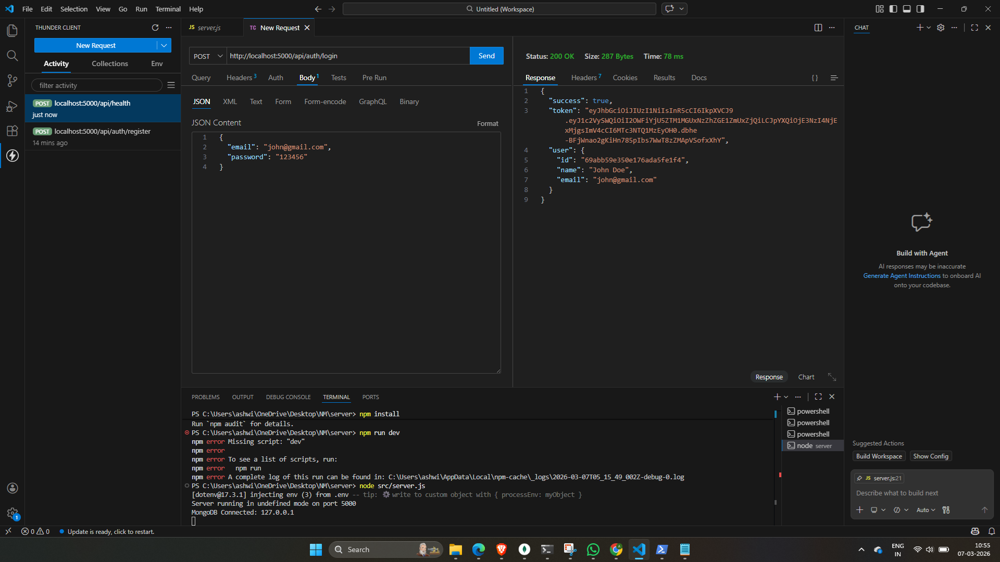 File Edit Selection View Go Run Terminal Help
Untitled (Workspace)
THUNDER CLIENT
New Request
Activity Collections Env
filter activity
POST localhost:5000/api/health
just now
POST localhost:5000/api/auth/register
14 mins ago
JS server.js
TC New Request
POST http://localhost:5000/api/auth/login Send
Query Headers 3 Auth Body 1 Tests Pre Run
JSON XML Text Form Form-encode GraphQL Binary
JSON Content Format
1 {
2 "email": "john@gmail.com",
3 "password": "123456"
4 }
Status: 200 OK Size: 287 Bytes Time: 78 ms
Response Headers 7 Cookies Results Docs { }
1 {
2 "success": true,
3 "token": "eyJhbGciOiJIUzI1NiIsInR5cCI6IkpXVCJ9
.eyJ1c2VySWQiOiI2OWFiYjU5ZTM1MGUxNzZhZGE1ZmUxZjQiLCJpYXQiOjE3NzI4NjE
xMjgsImV4cCI6MTc3NTQ1MzEyOH0.dbhe
-BFjWnao2gKiHn785pIbs7WwT8zZMApVSofxXhY",
4 "user": {
5 "id": "69abb59e350e176ada5fe1f4",
6 "name": "John Doe",
7 "email": "john@gmail.com"
8 }
9 }
Response Chart
PROBLEMS OUTPUT DEBUG CONSOLE TERMINAL PORTS
PS C:\Users\ashwi\OneDrive\Desktop\NM\server> npm install
Run `npm audit` for details.
PS C:\Users\ashwi\OneDrive\Desktop\NM\server> npm run dev
npm error Missing script: "dev"
npm error
npm error To see a list of scripts, run:
npm error npm run
npm error A complete log of this run can be found in: C:\Users\ashwi\AppData\Local\npm-cache\_logs\2026-03-07T05_15_49_002Z-debug-0.log
PS C:\Users\ashwi\OneDrive\Desktop\NM\server> node src/server.js
[dotenv@17.3.1] injecting env (3) from .env -- tip: ⚙️ write to custom object with { processEnv: myObject }
Server running in undefined mode on port 5000
MongoDB Connected: 127.0.0.1
powershell
powershell
powershell
node server
CHAT
Build with Agent
AI responses may be inaccurate
Generate Agent Instructions to onboard AI
onto your codebase.
Suggested Actions
Build Workspace Show Config
JS server.js:21
Describe what to build next
Auto
1
0 0 Update is ready, click to restart.
Search
ENG
IN
10:55
07-03-2026